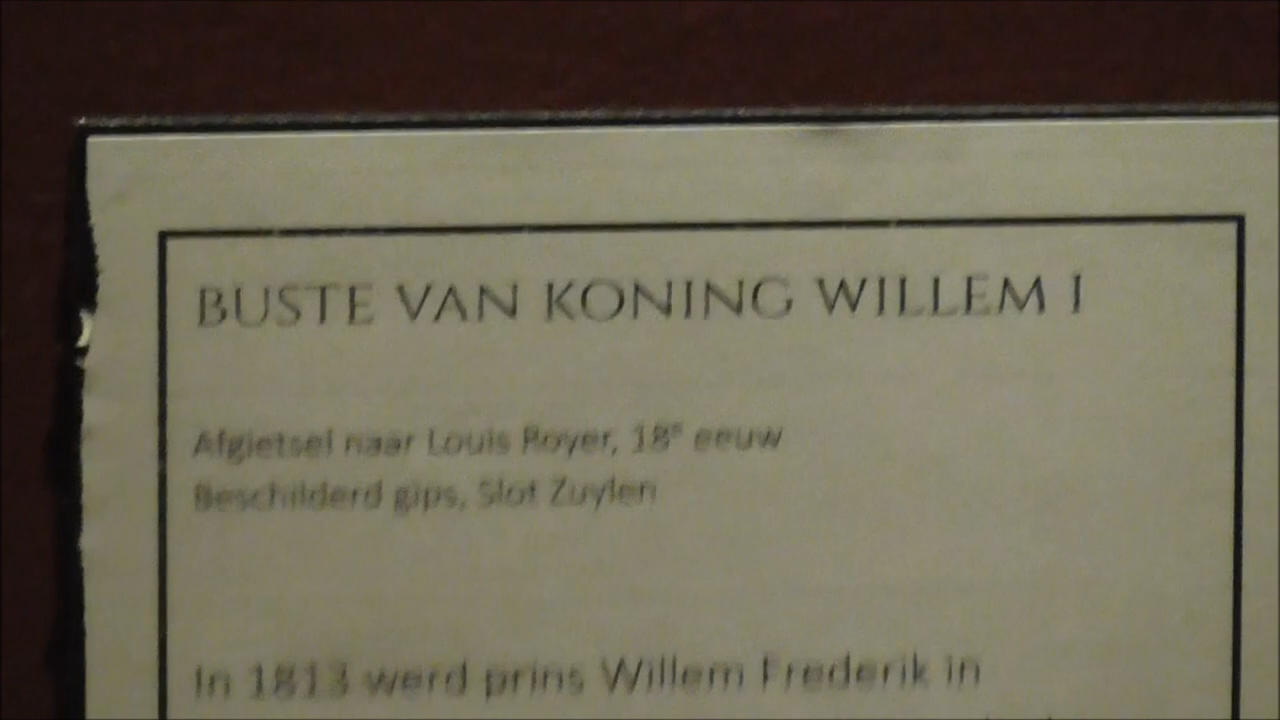 BUSTE VAN KONING WILLEM I
Afgietsel naar Louis Royer, 18e eeuw
Beschilderd gips, Slot Zuylen
In 1813 werd prins Willem Frederik in